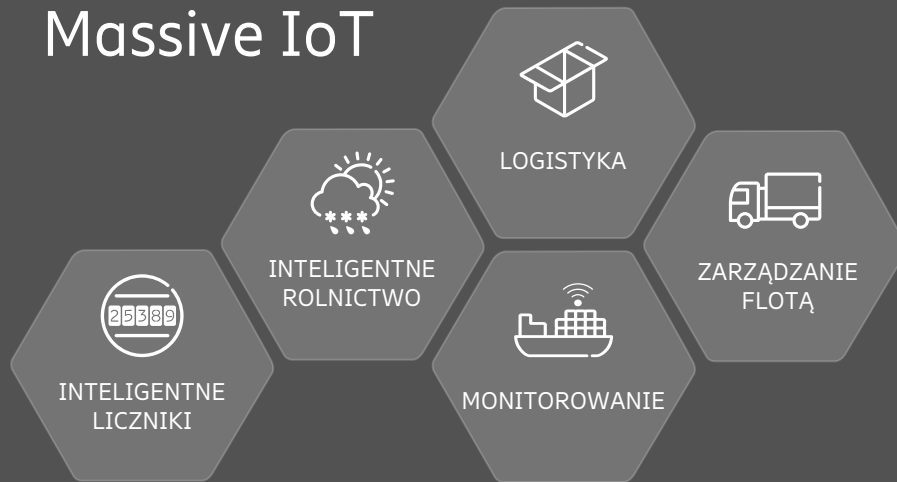 Massive IoT
LOGISTYKA
INTELIGENTNE
ROLNICTWO
ZARZĄDZANIE
FLOTĄ
25389
INTELIGENTNE
LICZNIKI
MONITOROWANIE